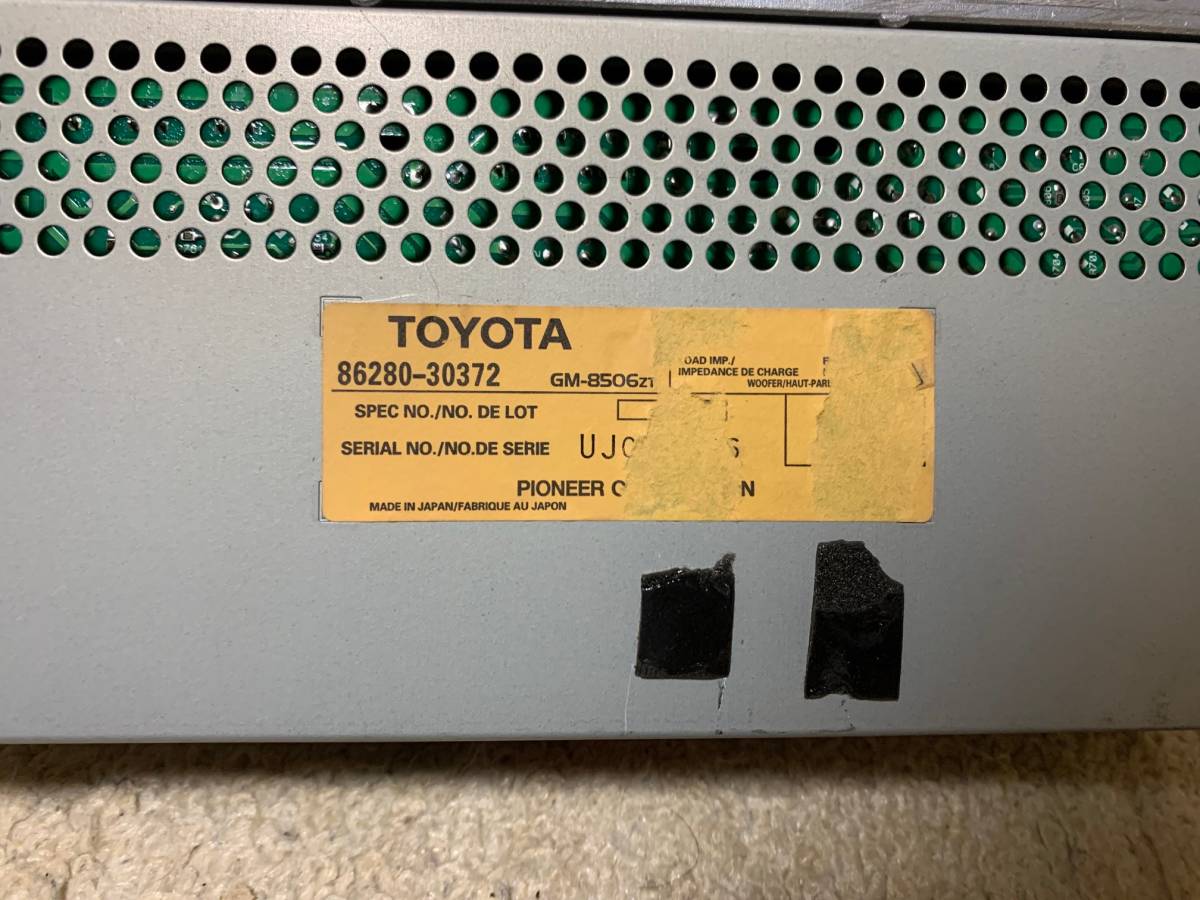 TOYOTA
86280-30372 GM-8506ZT
OAD IMP./
IMPEDANCE DE CHARGE
WOOFER/HAUT-PARL
SPEC NO./NO. DE LOT
SERIAL NO./NO.DE SERIE UJ
PIONEER
MADE IN JAPAN/FABRIQUE AU JAPON